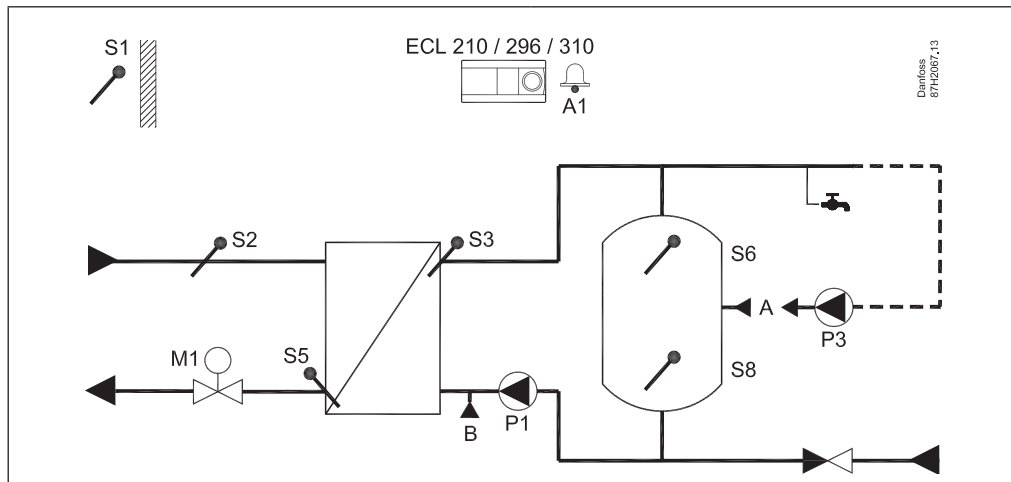 S1
ECL 210 / 296 / 310
A1
Danfoss
87H2067.13
S2
S3
S6
A
P3
M1
S5
S8
B
P1